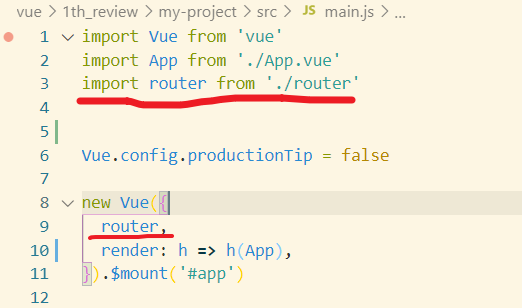 vue > 1th_review > my-project > src > JS main.js > ...
1 import Vue from 'vue'
2 import App from './App.vue'
3 import router from './router'
4
5
6 Vue.config.productionTip = false
7
8 new Vue({
9   router,
10   render: h => h(App),
11 }).$mount('#app')
12